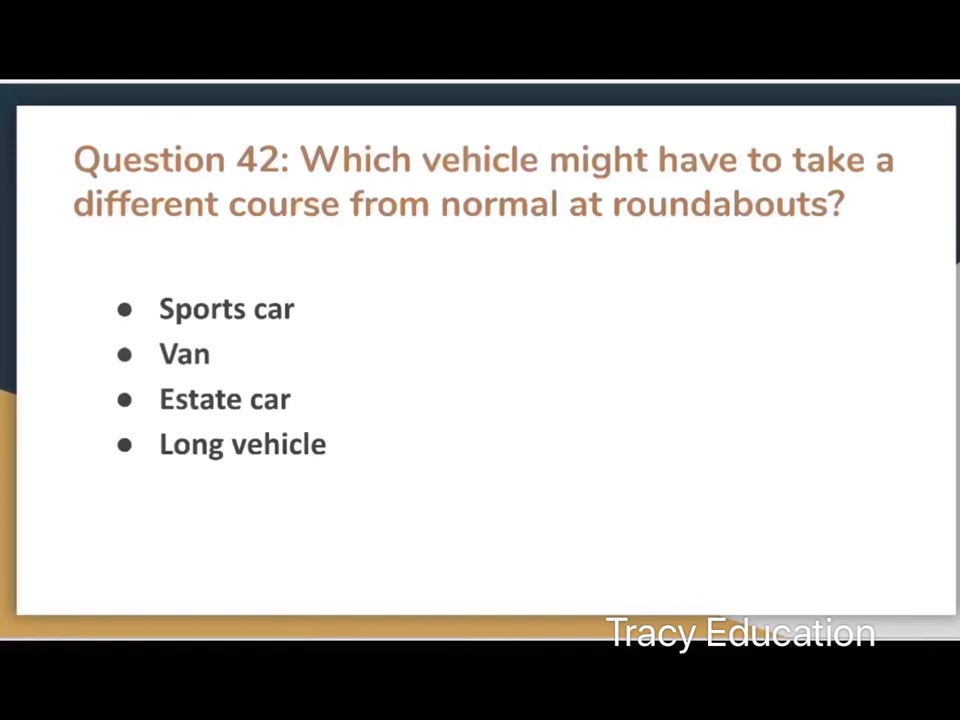 Question 42: Which vehicle might have to take a
different course from normal at roundabouts?
● Sports car
● Van
● Estate car
● Long vehicle
Tracy Education